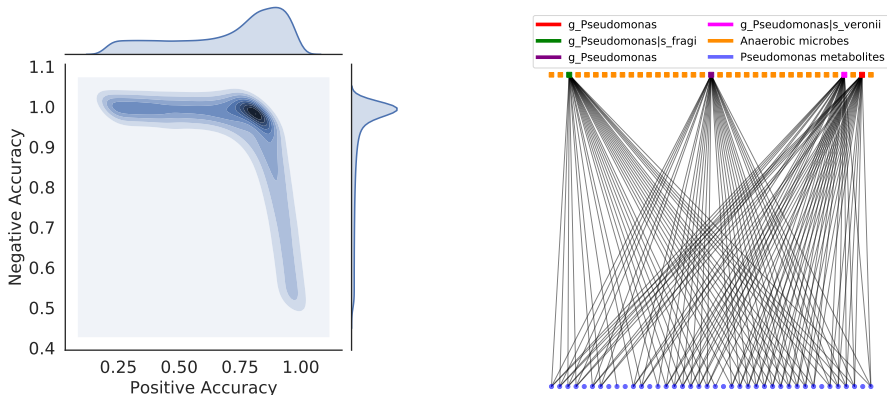 1.1
1.0
0.9
0.8
0.7
0.6
0.5
0.4
Negative Accuracy
0.25 0.50 0.75 1.00
Positive Accuracy
g_Pseudomonas
g_Pseudomonas|s_fragi
g_Pseudomonas
g_Pseudomonas|s_veronii
Anaerobic microbes
Pseudomonas metabolites